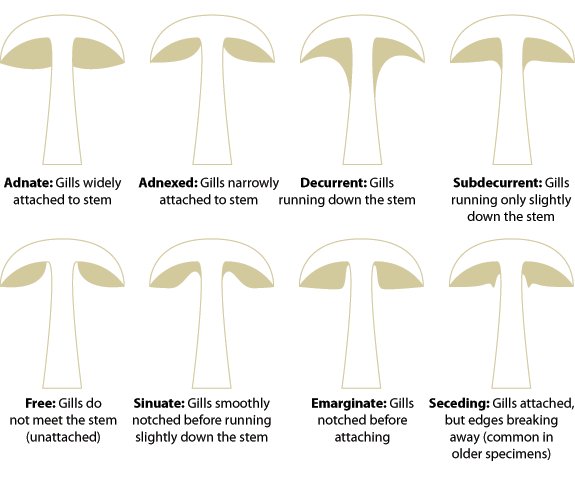 Adnate: Gills widely
attached to stem
Adnexed: Gills narrowly
attached to stem
Decurrent: Gills
running down the stem
Subdecurrent: Gills
running only slightly
down the stem
Free: Gills do
not meet the stem
(unattached)
Sinuate: Gills smoothly
notched before running
slightly down the stem
Emarginate: Gills
notched before
attaching
Seceding: Gills attached,
but edges breaking
away (common in
older specimens)